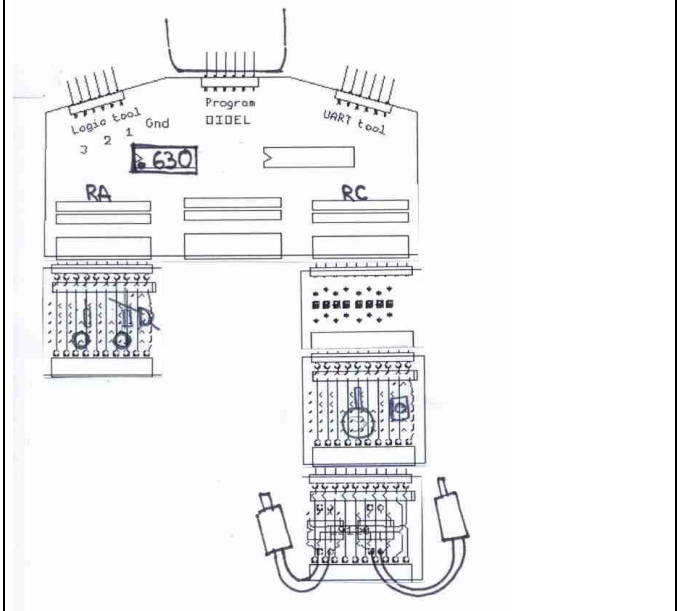 Program
DIDEL
Logic tool
3 2 1 Gnd
UART tool
630
RA
RC